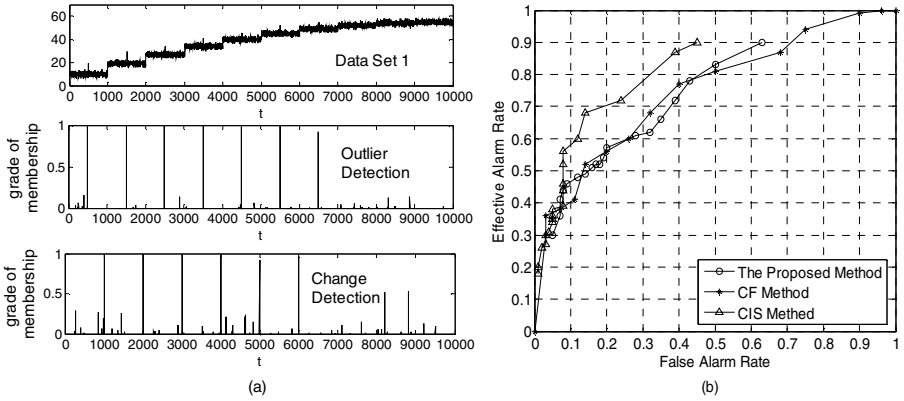 60
40
20
0
0 1000 2000 3000 4000 5000 6000 7000 8000 9000 10000
t
Data Set 1
grade of
membership
1
0.5
0
0 1000 2000 3000 4000 5000 6000 7000 8000 9000 10000
t
Outlier
Detection
grade of
membership
1
0.5
0
0 1000 2000 3000 4000 5000 6000 7000 8000 9000 10000
t
Change
Detection
(a)
Effective Alarm Rate
1
0.9
0.8
0.7
0.6
0.5
0.4
0.3
0.2
0.1
0
0 0.1 0.2 0.3 0.4 0.5 0.6 0.7 0.8 0.9 1
False Alarm Rate
The Proposed Method
CF Method
CIS Methed
(b)